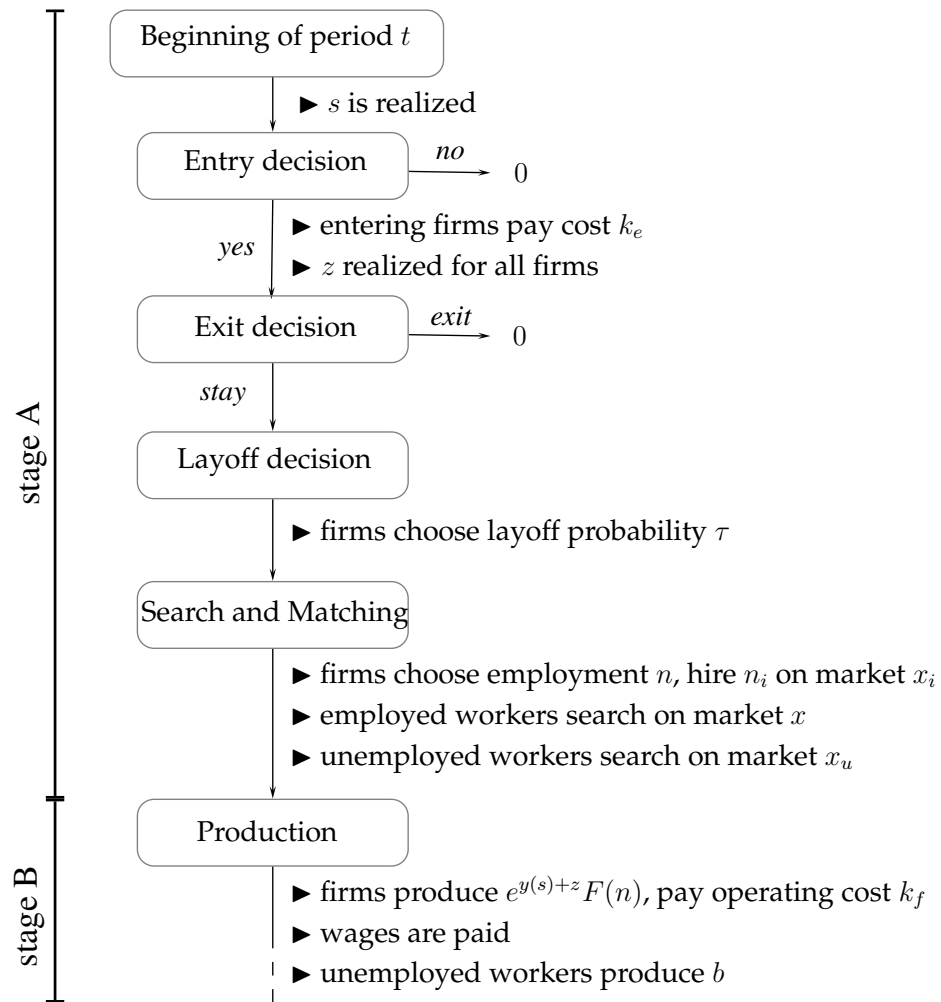 Beginning of period t
▶ s is realized
Entry decision
no
0
▶ entering firms pay cost k_e
yes
▶ z realized for all firms
Exit decision
exit
0
stay
stage A
Layoff decision
▶ firms choose layoff probability τ
Search and Matching
▶ firms choose employment n, hire n_i on market x_i
▶ employed workers search on market x
▶ unemployed workers search on market x_u
Production
stage B
▶ firms produce e^{y(s)+z}F(n), pay operating cost k_f
▶ wages are paid
▶ unemployed workers produce b